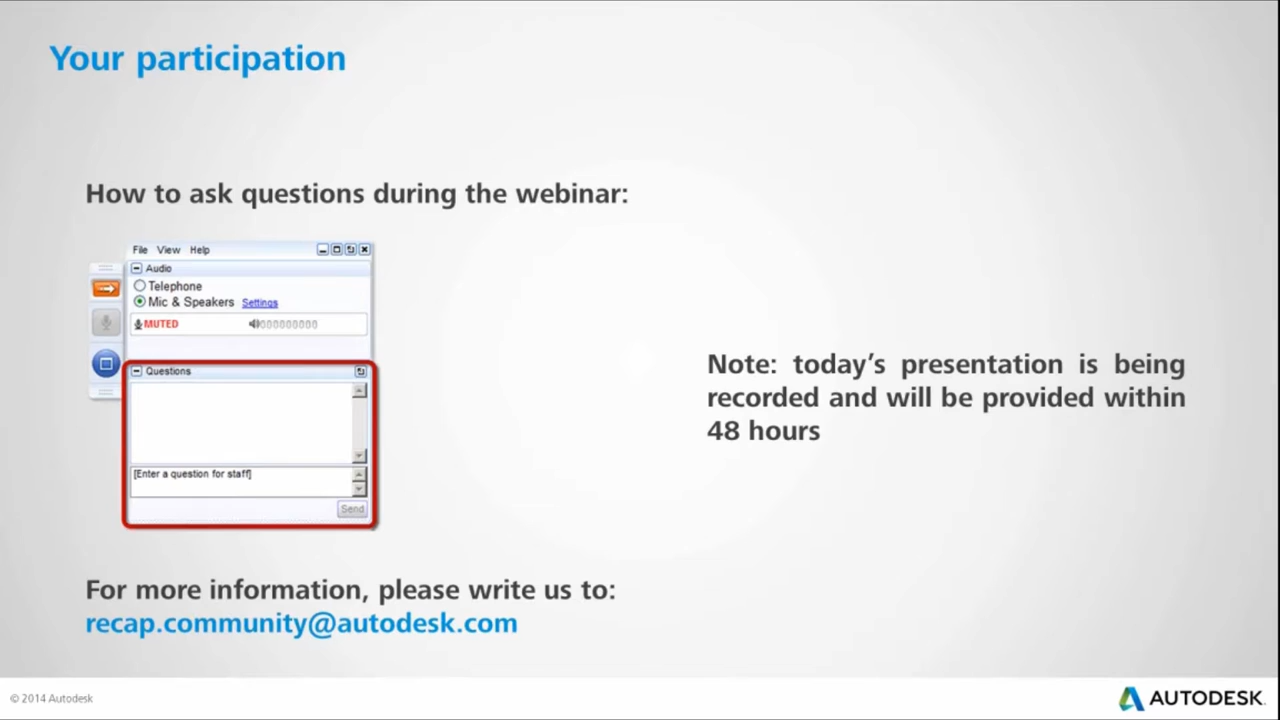 Your participation
How to ask questions during the webinar:
File View Help
Audio
Telephone
Mic & Speakers Settings
MUTED
Questions
[Enter a question for staff]
Send
Note: today's presentation is being
recorded and will be provided within
48 hours
For more information, please write us to:
recap.community@autodesk.com
© 2014 Autodesk
AUTODESK.